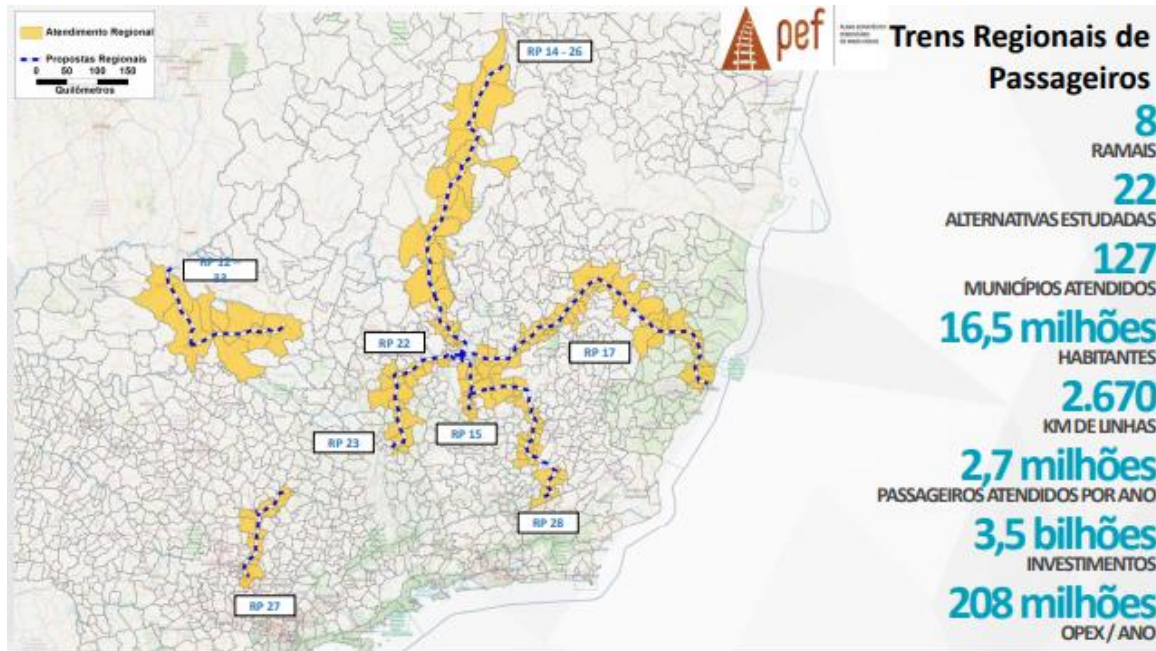 Atendimento Regional
Propostas Regionais
0 50 100 150
Quilômetros
RP 14 - 26
RP 22
RP 17
RP 23
RP 15
RP 28
RP 27
pef
Trens Regionais de
Passageiros
8
RAMAIS
22
ALTERNATIVAS ESTUDADAS
127
MUNICÍPIOS ATENDIDOS
16,5 milhões
HABITANTES
2.670
KM DE LINHAS
2,7 milhões
PASSAGEIROS ATENDIDOS POR ANO
3,5 bilhões
INVESTIMENTOS
208 milhões
OPEX / ANO